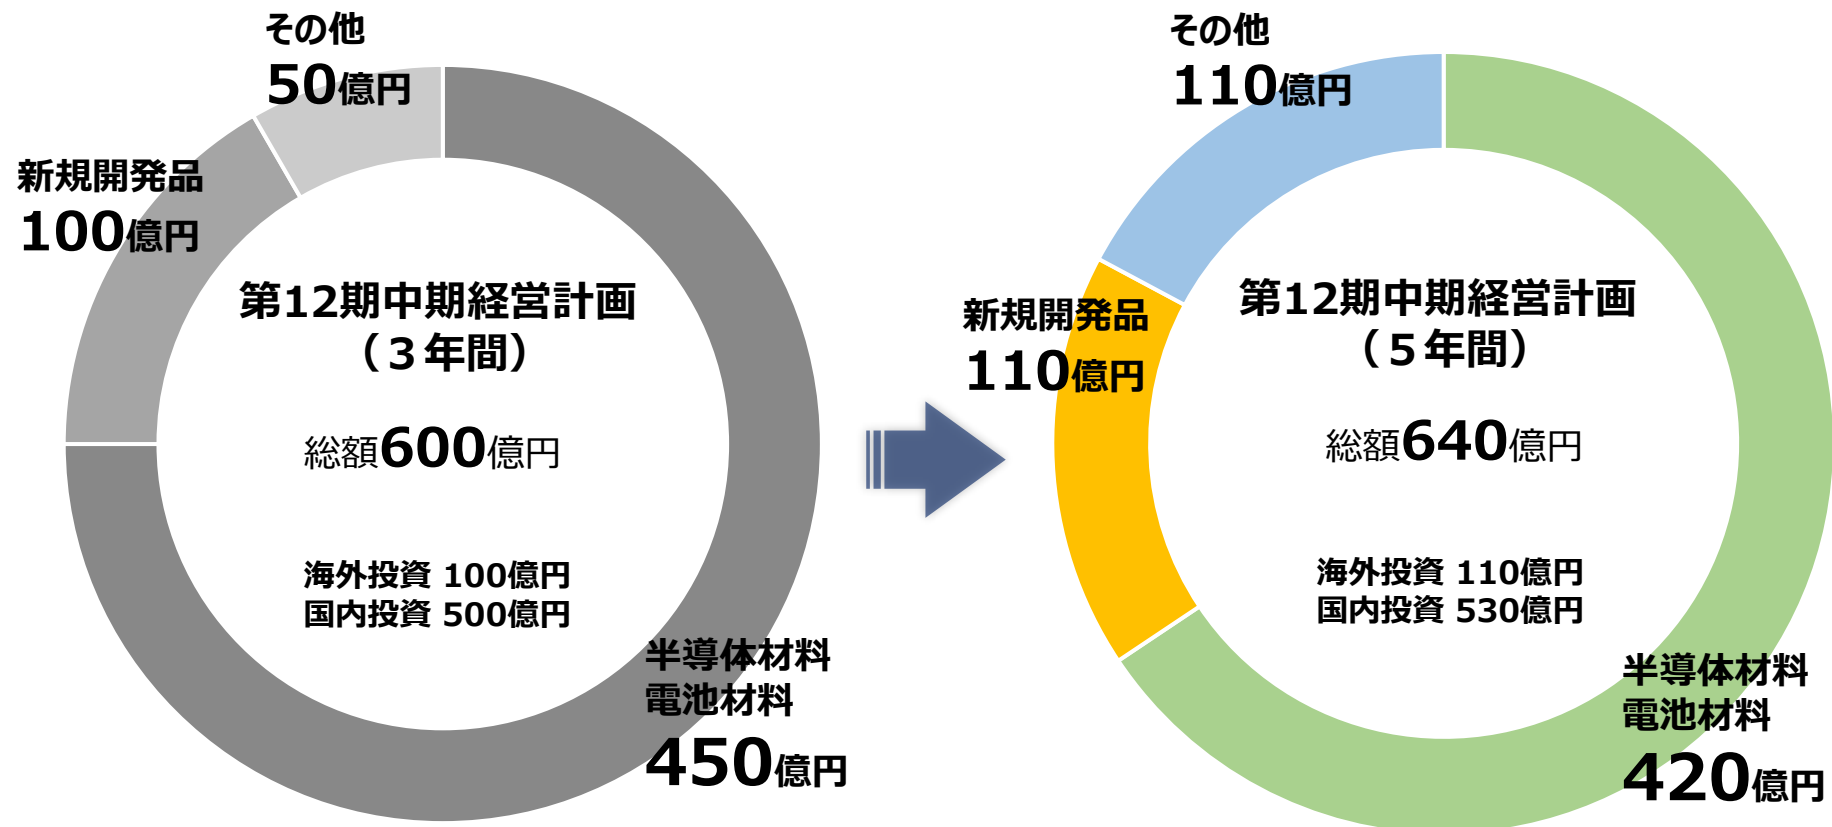 その他
50億円
新規開発品
100億円
第12期中期経営計画
（３年間）
総額600億円
海外投資 100億円
国内投資 500億円
半導体材料
電池材料
450億円
その他
110億円
新規開発品
110億円
第12期中期経営計画
（５年間）
総額640億円
海外投資 110億円
国内投資 530億円
半導体材料
電池材料
420億円